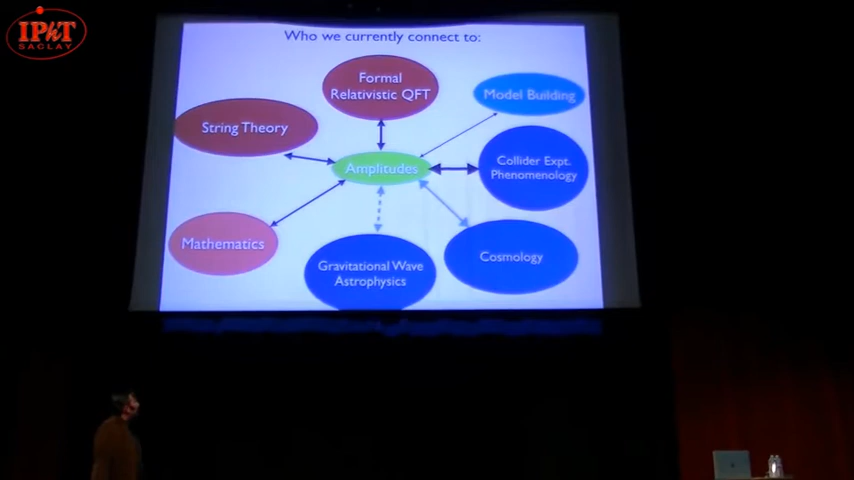 IPhT
SACLAY
Who we currently connect to:
Formal
Relativistic QFT
Model Building
String Theory
Amplitudes
Collider Expt.
Phenomenology
Mathematics
Gravitational Wave
Astrophysics
Cosmology